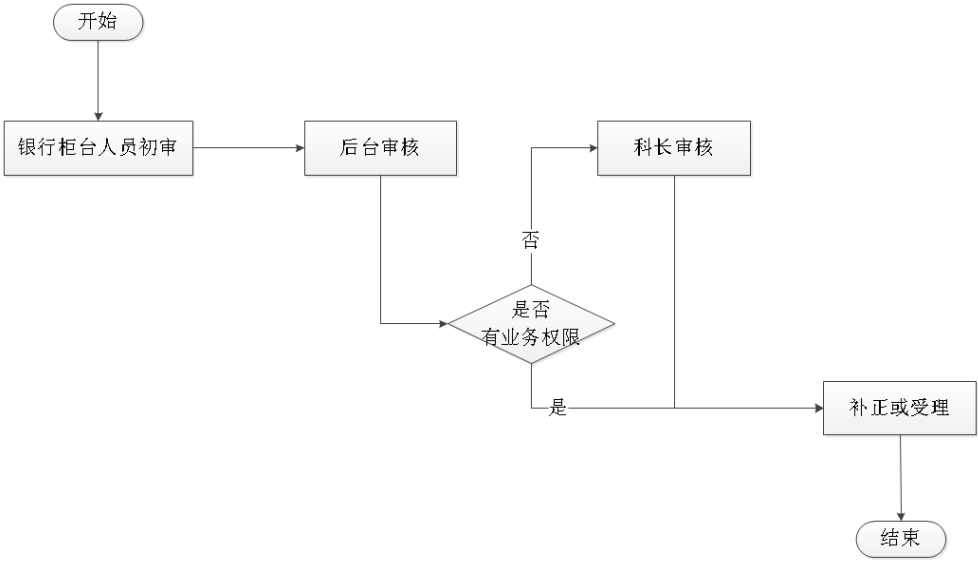 开始
银行柜台人员初审
后台审核
科长审核
否
是否
有业务权限
是
补正或受理
结束